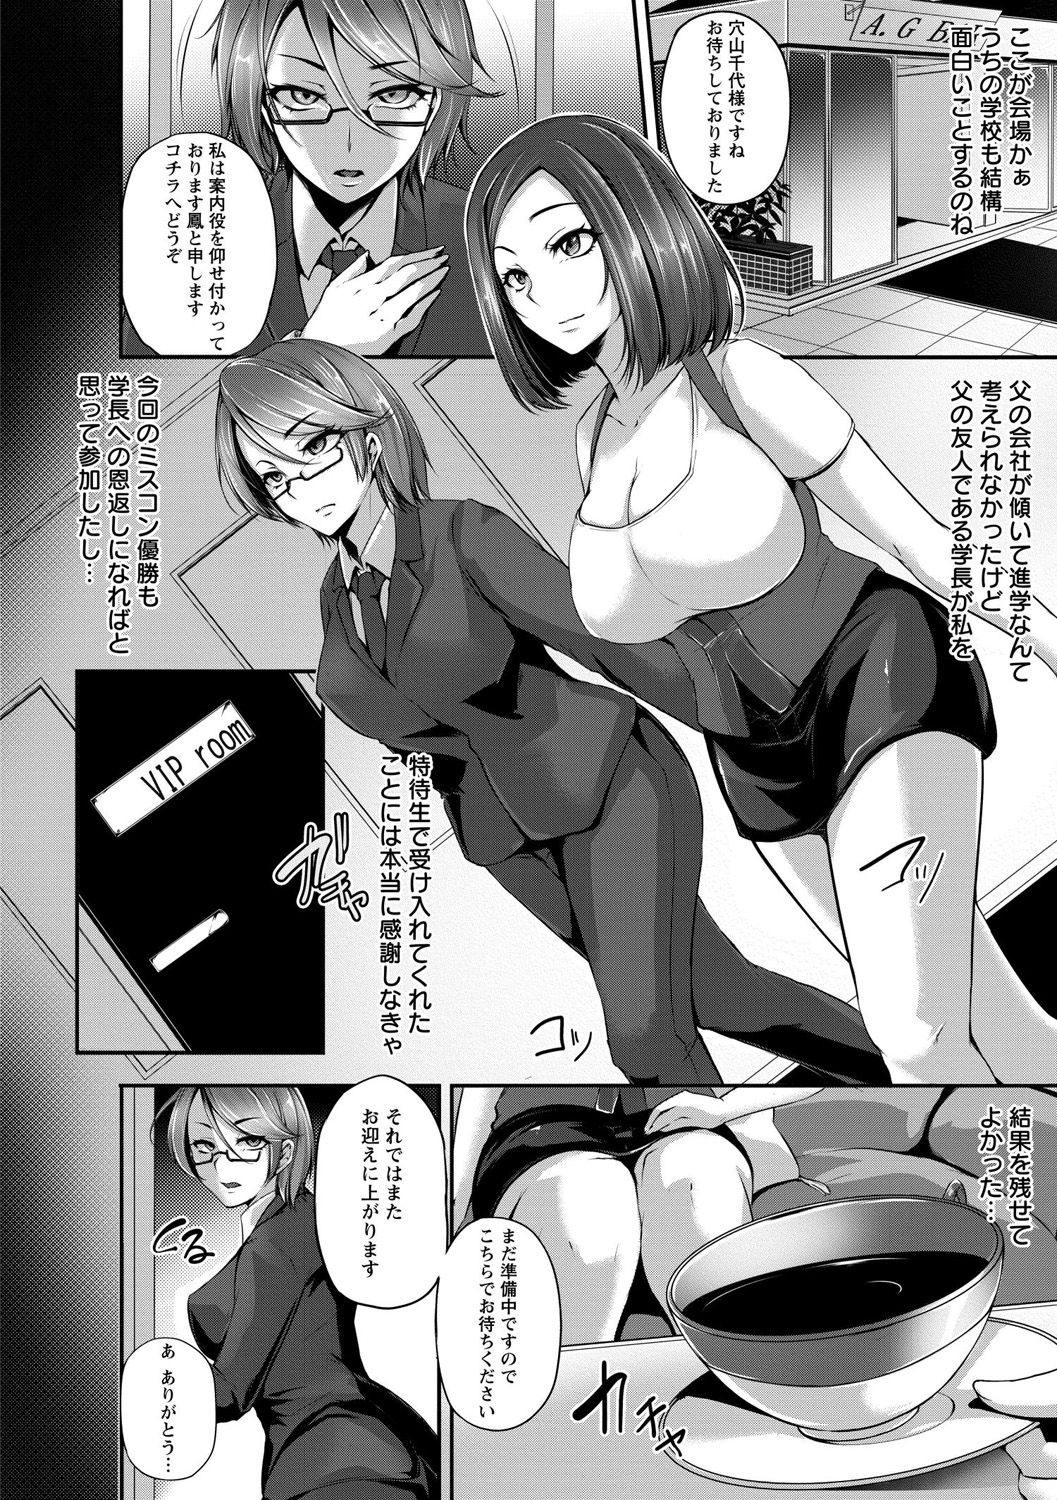 ここが会場かぁ
うちの学校も結構
面白いことするのね
A. G B
穴山千代様ですね
お待ちしておりました
私は案内役を仰せ付かって
おります鳳と申します
コチラへどうぞ
父の会社が傾いて進学なんて
考えられなかったけど
父の友人である学長が私を
特待生で受け入れてくれた
ことには本当に感謝しなきゃ
今回のミスコン優勝も
学長への恩返しになればと
思って参加したし…
コッ
コッ
VIP room
ガチャ
結果を残せて
よかった…
まだ準備中ですので
こちらでお待ちください
カチャ
それではまた
お迎えに上がります
くる
あ ありがとう…